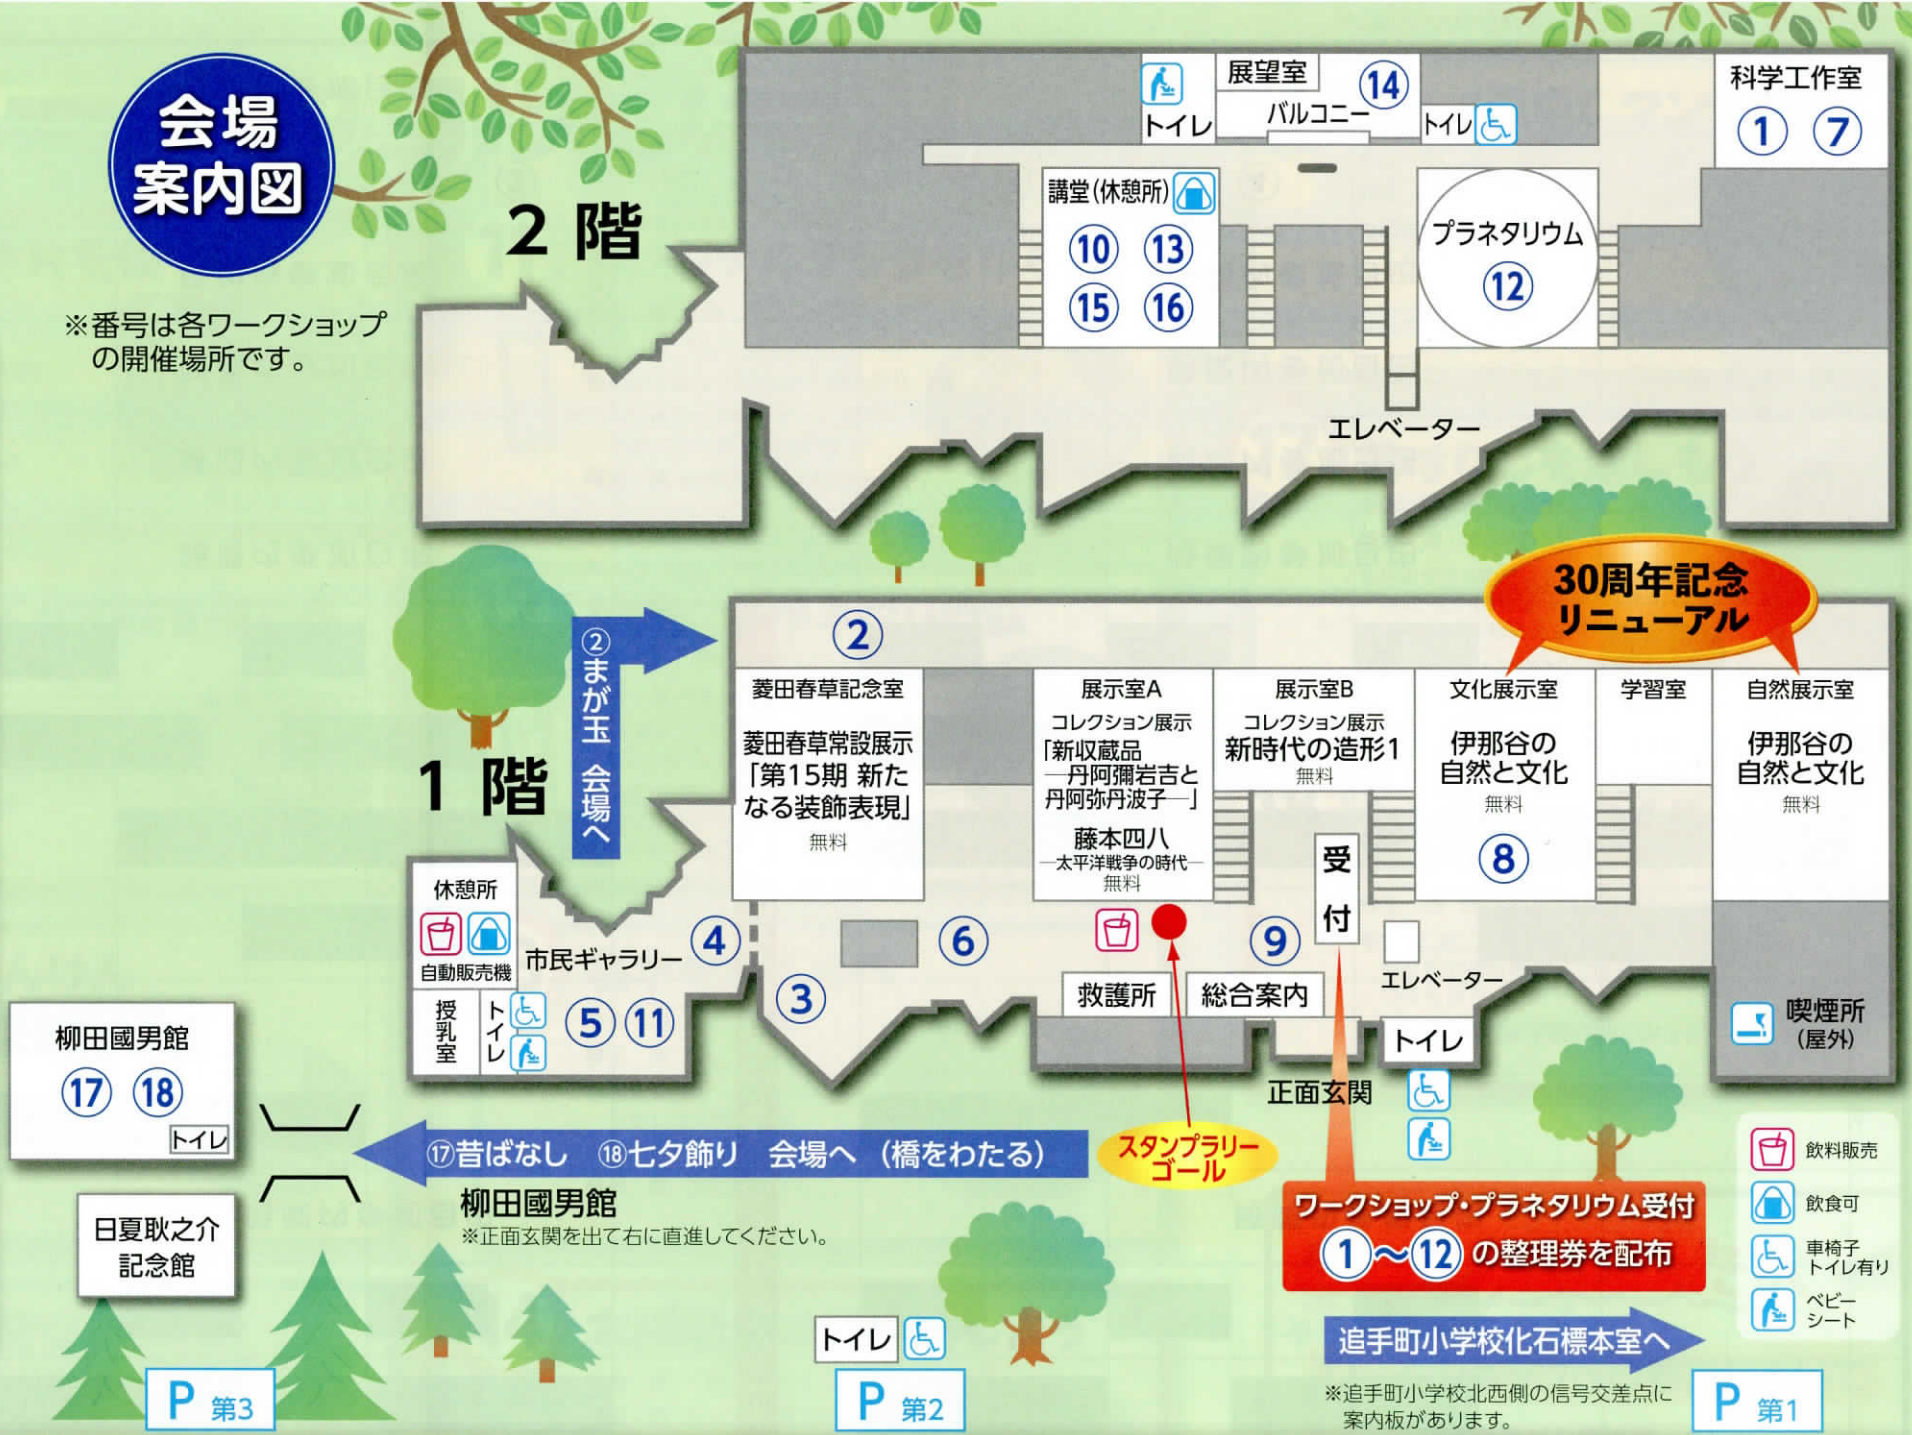 会場
案内図
※番号は各ワークショップ
の開催場所です。
2 階
トイレ
展望室
バルコニー
14
トイレ
科学工作室
1 7
講堂(休憩所)
10 13
15 16
プラネタリウム
12
エレベーター
30周年記念
リニューアル
1 階
②まが玉 会場へ
2
菱田春草記念室
菱田春草常設展示
「第15期 新た
なる装飾表現」
無料
展示室A
コレクション展示
「新収蔵品
―丹阿彌岩吉と
丹阿弥丹波子―」
藤本四八
―太平洋戦争の時代―
無料
展示室B
コレクション展示
新時代の造形1
無料
文化展示室
伊那谷の
自然と文化
無料
8
学習室
自然展示室
伊那谷の
自然と文化
無料
受付
休憩所
自動販売機
授乳室
トイレ
市民ギャラリー
4
5 11
3
6
9
救護所
総合案内
エレベーター
トイレ
正面玄関
喫煙所
(屋外)
柳田國男館
17 18
トイレ
日夏耿之介
記念館
⑰昔ばなし ⑱七夕飾り 会場へ (橋をわたる)
柳田國男館
※正面玄関を出て右に直進してください。
スタンプラリー
ゴール
ワークショップ・プラネタリウム受付
①〜⑫の整理券を配布
飲料販売
飲食可
車椅子
トイレ有り
ベビー
シート
追手町小学校化石標本室へ
※追手町小学校北西側の信号交差点に
案内板があります。
トイレ
P 第3
P 第2
P 第1